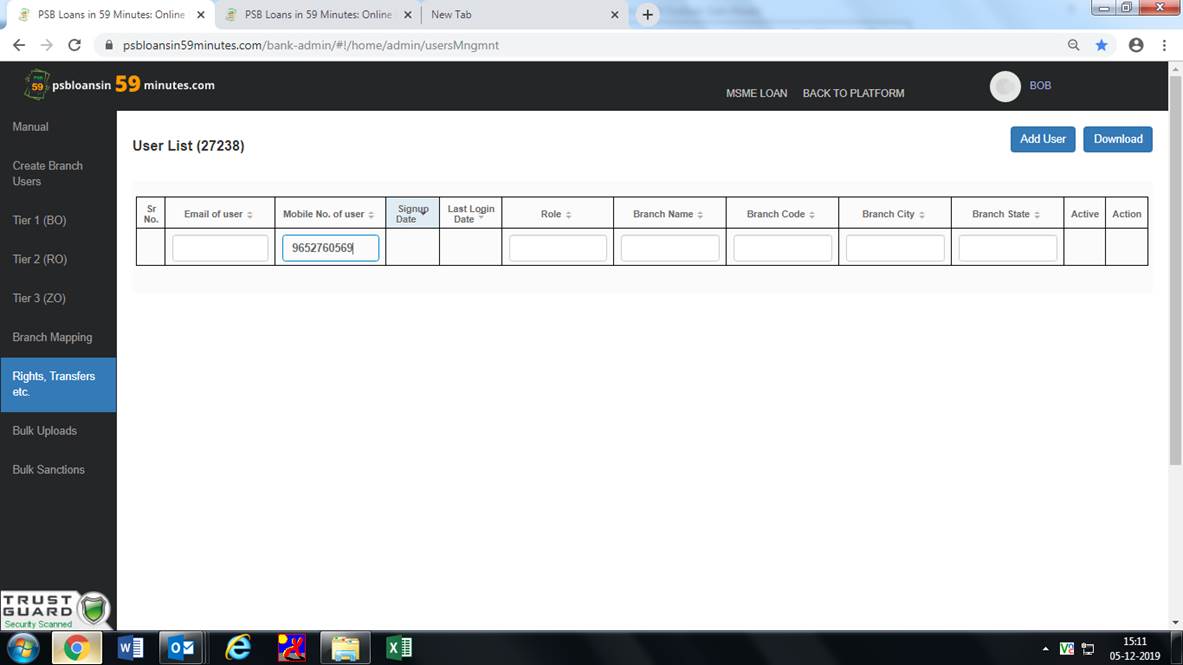 PSB Loans in 59 Minutes: Online
PSB Loans in 59 Minutes: Online
New Tab
psbloansin59minutes.com/bank-admin/#!/home/admin/usersMngmnt
PSB
59
psbloansin 59 minutes.com
MSME LOAN
BACK TO PLATFORM
BOB
Manual
Create Branch
Users
Tier 1 (BO)
Tier 2 (RO)
Tier 3 (ZO)
Branch Mapping
Rights, Transfers
etc.
Bulk Uploads
Bulk Sanctions
User List (27238)
Add User
Download
Sr
No.
Email of user
Mobile No. of user
Signup
Date
Last Login
Date
Role
Branch Name
Branch Code
Branch City
Branch State
Active
Action
9652760569
TRUST
GUARD
Security Scanned
15:11
05-12-2019